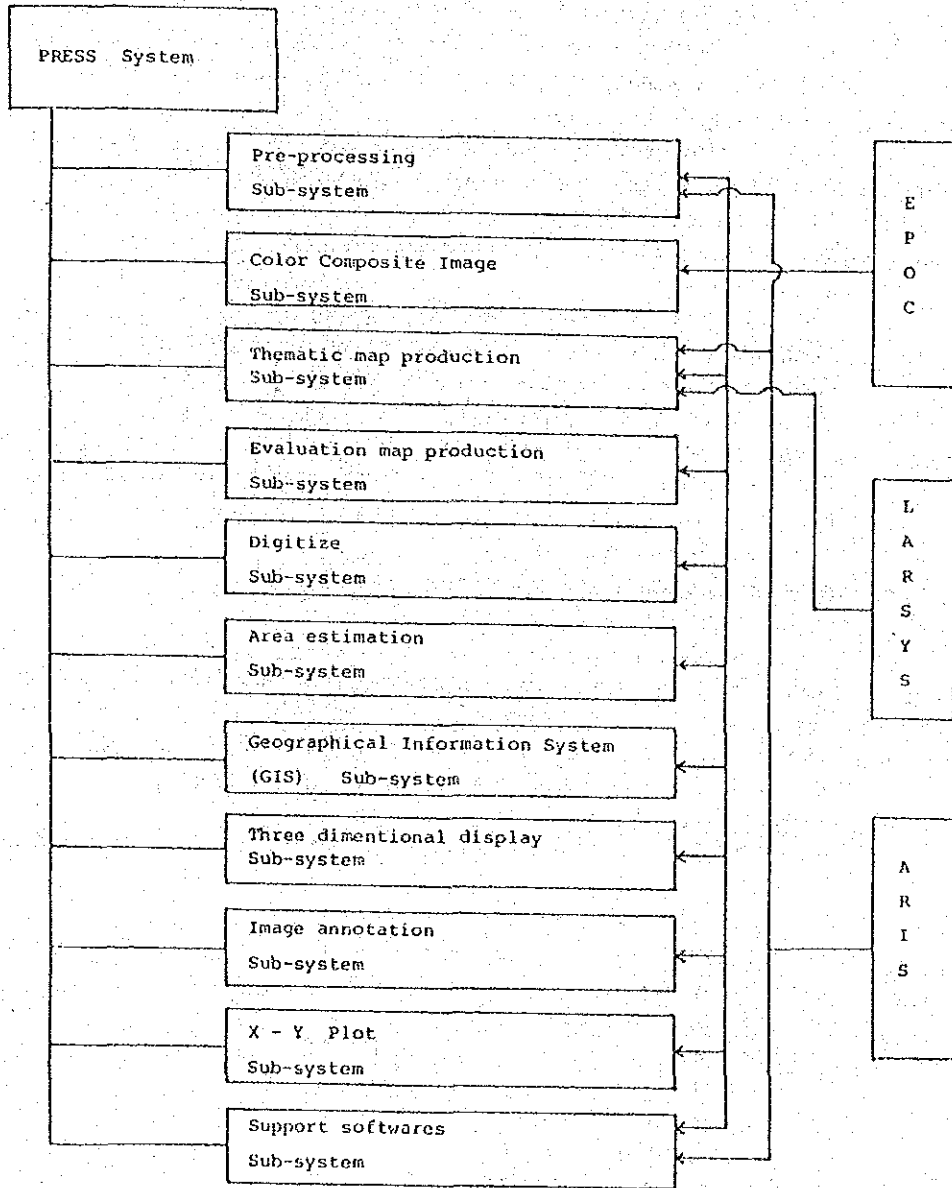 PRESS System
Pre-processing
Sub-system
Color Composite Image
Sub-system
Thematic map production
Sub-system
Evaluation map production
Sub-system
Digitize
Sub-system
Area estimation
Sub-system
Geographical Information System
(GIS) Sub-system
Three dimentional display
Sub-system
Image annotation
Sub-system
X - Y Plot
Sub-system
Support softwares
Sub-system
E
P
O
C
L
A
R
S
Y
S
A
R
I
S